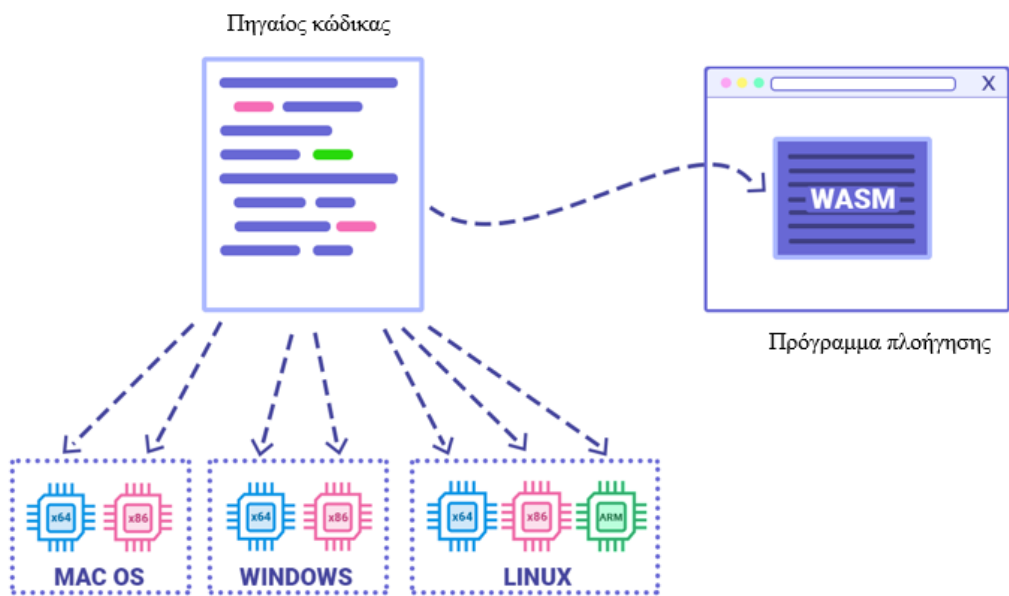 Πηγαίος κώδικας
X
WASM
Πρόγραμμα πλοήγησης
x64 x86
MAC OS
x64 x86
WINDOWS
x64 x86 ARM
LINUX